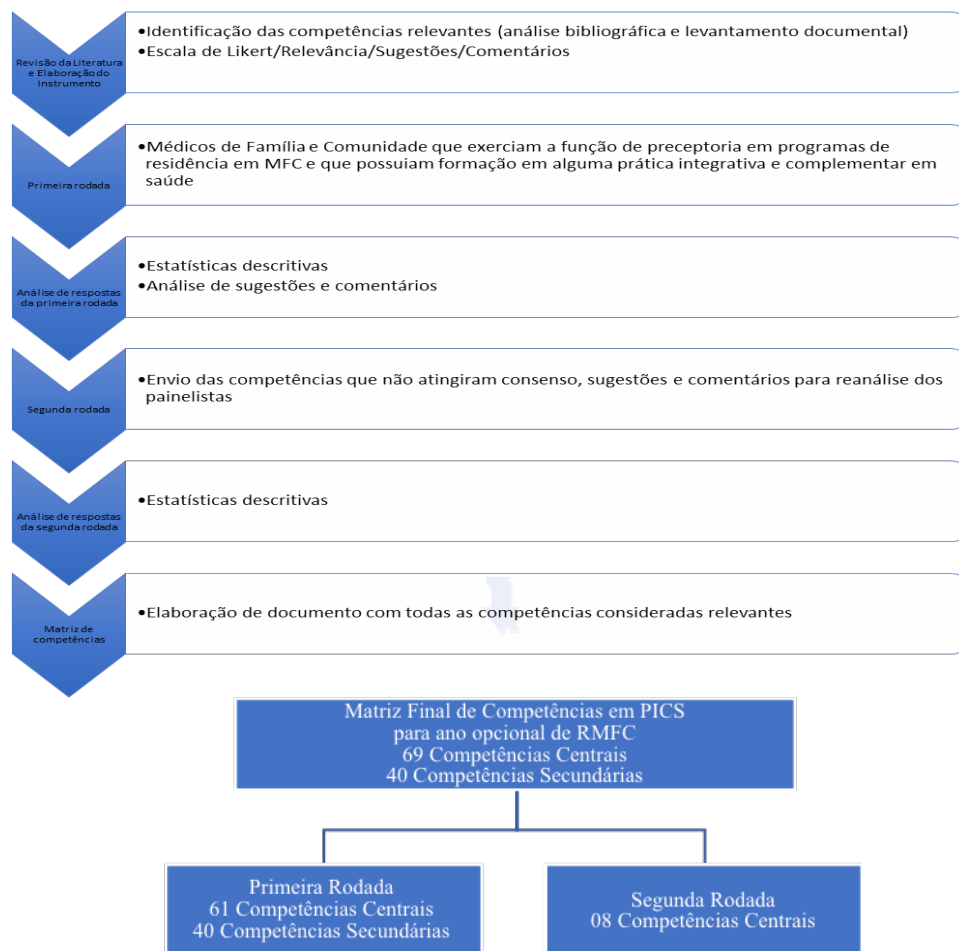 Revisão da Literatura
e Elaboração do
Instrumento
•Identificação das competências relevantes (análise bibliográfica e levantamento documental)
•Escala de Likert/Relevância/Sugestões/Comentários
Primeira rodada
•Médicos de Família e Comunidade que exerciam a função de preceptoria em programas de
residência em MFC e que possuiam formação em alguma prática integrativa e complementar em
saúde
Análise de respostas
da primeira rodada
•Estatísticas descritivas
•Análise de sugestões e comentários
Segunda rodada
•Envio das competências que não atingiram consenso, sugestões e comentários para reanálise dos
painelistas
Análise de respostas
da segunda rodada
•Estatísticas descritivas
Matriz de
competências
•Elaboração de documento com todas as competências consideradas relevantes
Matriz Final de Competências em PICS
para ano opcional de RMFC
69 Competências Centrais
40 Competências Secundárias
Primeira Rodada
61 Competências Centrais
40 Competências Secundárias
Segunda Rodada
08 Competências Centrais